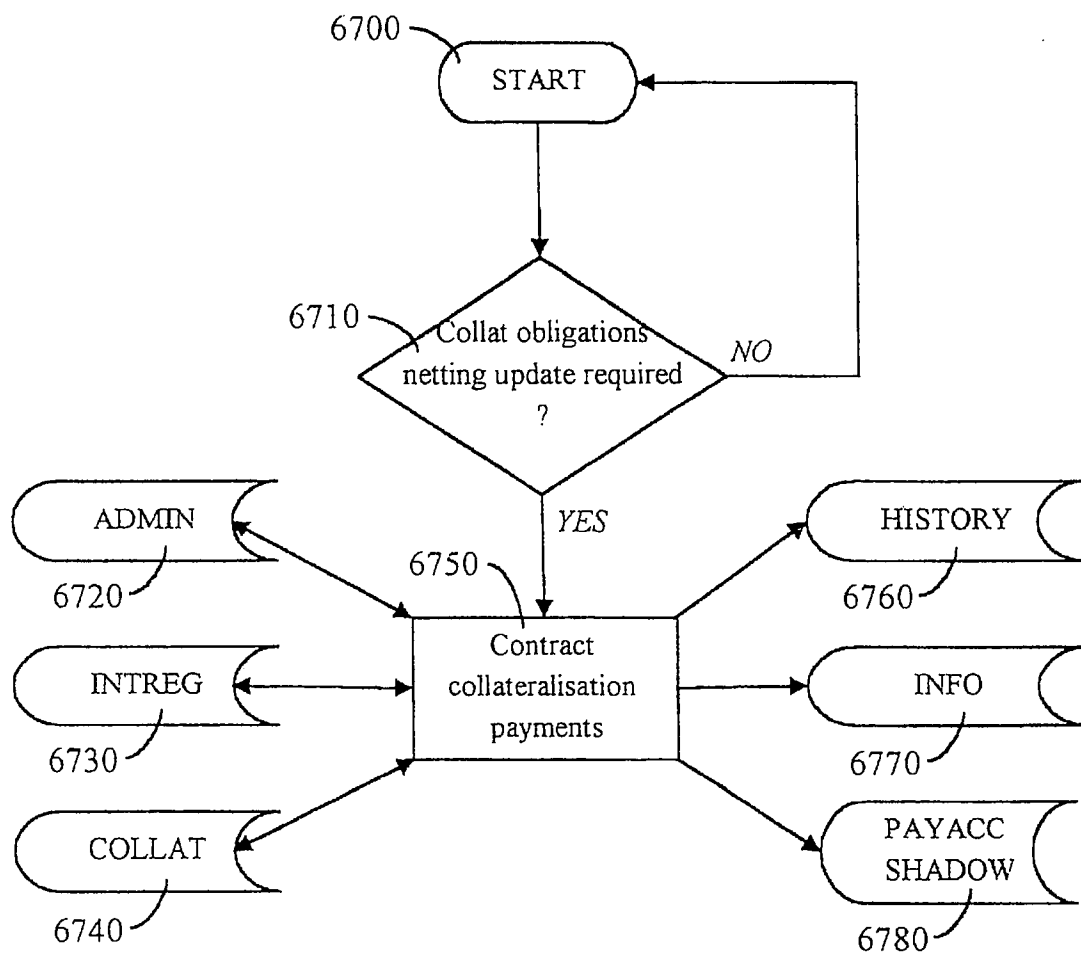 6700
START
6710
Collat obligations
netting update required
?
NO
YES
ADMIN
6720
6750
HISTORY
6760
Contract
collateralisation
payments
INTREG
6730
INFO
6770
COLLAT
6740
PAYACC
SHADOW
6780